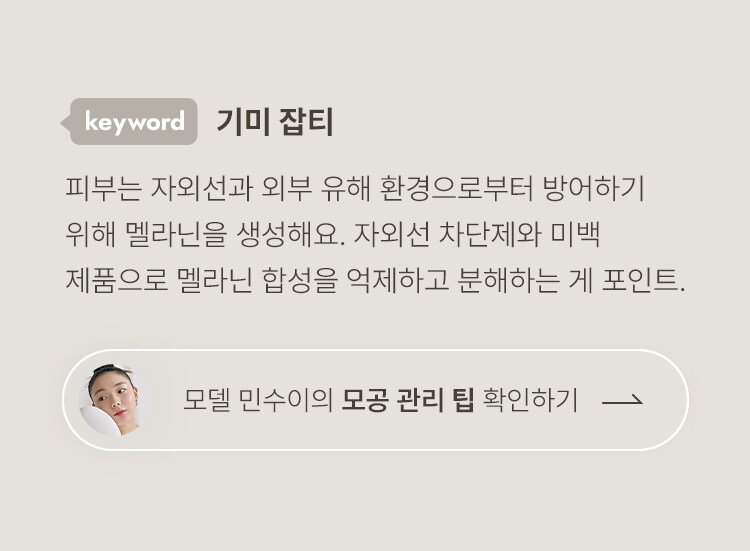 keyword 기미 잡티
피부는 자외선과 외부 유해 환경으로부터 방어하기
위해 멜라닌을 생성해요. 자외선 차단제와 미백
제품으로 멜라닌 합성을 억제하고 분해하는 게 포인트.
모델 민수이의 모공 관리 팁 확인하기